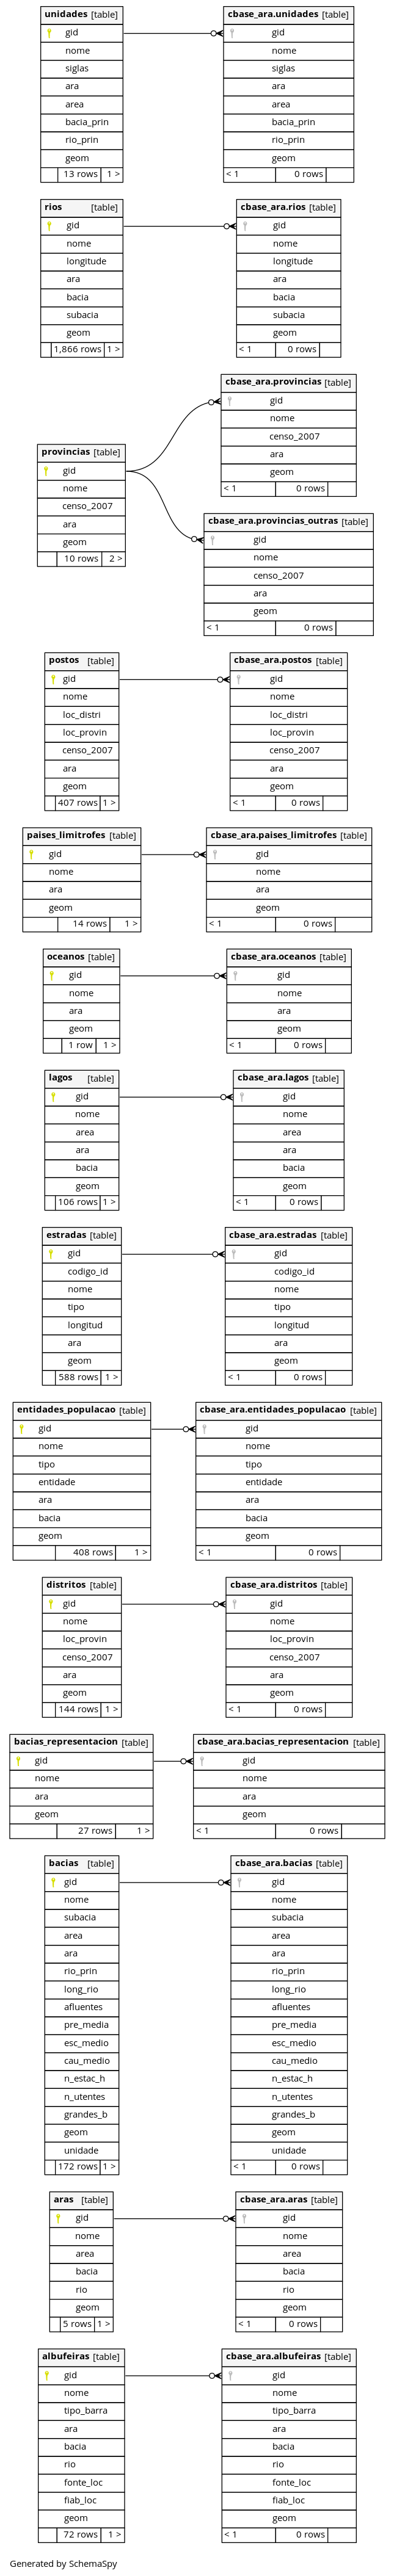 unidades [table]
gid
nome
siglas
ara
area
bacia_prin
rio_prin
geom
13 rows 1 >
cbase_ara.unidades [table]
gid
nome
siglas
ara
area
bacia_prin
rio_prin
geom
< 1 0 rows
rios [table]
gid
nome
longitude
ara
bacia
subacia
geom
1,866 rows 1 >
cbase_ara.rios [table]
gid
nome
longitude
ara
bacia
subacia
geom
< 1 0 rows
cbase_ara.provincias [table]
gid
nome
censo_2007
ara
geom
< 1 0 rows
provincias [table]
gid
nome
censo_2007
ara
geom
10 rows 2 >
cbase_ara.provincias_outras [table]
gid
nome
censo_2007
ara
geom
< 1 0 rows
postos [table]
gid
nome
loc_distri
loc_provin
censo_2007
ara
geom
407 rows 1 >
cbase_ara.postos [table]
gid
nome
loc_distri
loc_provin
censo_2007
ara
geom
< 1 0 rows
paises_limitrofes [table]
gid
nome
ara
geom
14 rows 1 >
cbase_ara.paises_limitrofes [table]
gid
nome
ara
geom
< 1 0 rows
oceanos [table]
gid
nome
ara
geom
1 row 1 >
cbase_ara.oceanos [table]
gid
nome
ara
geom
< 1 0 rows
lagos [table]
gid
nome
area
ara
bacia
geom
106 rows 1 >
cbase_ara.lagos [table]
gid
nome
area
ara
bacia
geom
< 1 0 rows
estradas [table]
gid
codigo_id
nome
tipo
longitud
ara
geom
588 rows 1 >
cbase_ara.estradas [table]
gid
codigo_id
nome
tipo
longitud
ara
geom
< 1 0 rows
entidades_populacao [table]
gid
nome
tipo
entidade
ara
bacia
geom
408 rows 1 >
cbase_ara.entidades_populacao [table]
gid
nome
tipo
entidade
ara
bacia
geom
< 1 0 rows
distritos [table]
gid
nome
loc_provin
censo_2007
ara
geom
144 rows 1 >
cbase_ara.distritos [table]
gid
nome
loc_provin
censo_2007
ara
geom
< 1 0 rows
bacias_representacion [table]
gid
nome
ara
geom
27 rows 1 >
cbase_ara.bacias_representacion [table]
gid
nome
ara
geom
< 1 0 rows
bacias [table]
gid
nome
subacia
area
ara
rio_prin
long_rio
afluentes
pre_media
esc_medio
cau_medio
n_estac_h
n_utentes
grandes_b
geom
unidade
172 rows 1 >
cbase_ara.bacias [table]
gid
nome
subacia
area
ara
rio_prin
long_rio
afluentes
pre_media
esc_medio
cau_medio
n_estac_h
n_utentes
grandes_b
geom
unidade
< 1 0 rows
aras [table]
gid
nome
area
bacia
rio
geom
5 rows 1 >
cbase_ara.aras [table]
gid
nome
area
bacia
rio
geom
< 1 0 rows
albufeiras [table]
gid
nome
tipo_barra
ara
bacia
rio
fonte_loc
fiab_loc
geom
72 rows 1 >
cbase_ara.albufeiras [table]
gid
nome
tipo_barra
ara
bacia
rio
fonte_loc
fiab_loc
geom
< 1 0 rows
Generated by SchemaSpy